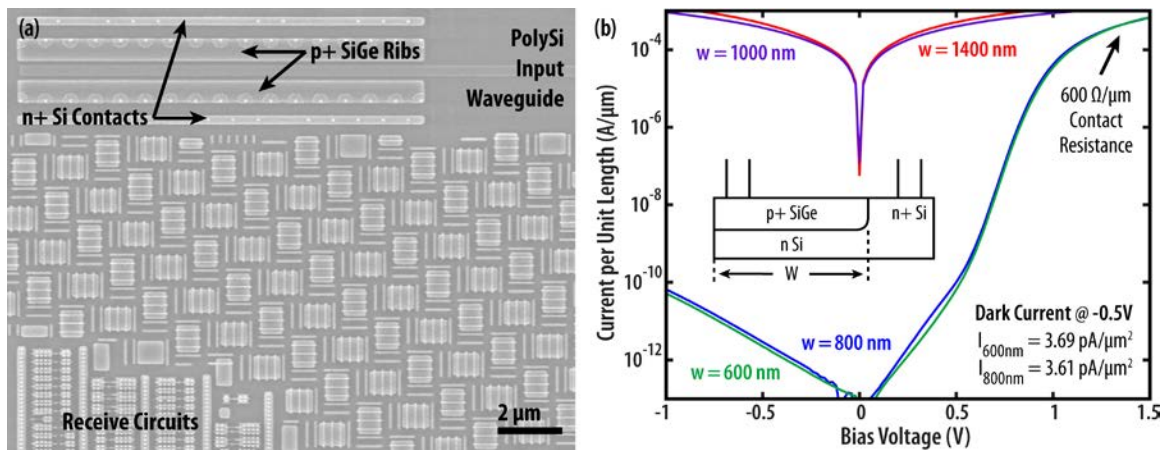 (a)
p+ SiGe Ribs
PolySi
Input
Waveguide
n+ Si Contacts
Receive Circuits
2 μm
(b)
Current per Unit Length (A/μm)
10⁻⁴
10⁻⁶
10⁻⁸
10⁻¹⁰
10⁻¹²
w = 1000 nm
w = 1400 nm
600 Ω/μm
Contact
Resistance
p+ SiGe
n+ Si
n Si
W
w = 800 nm
w = 600 nm
Dark Current @ -0.5V
I600nm = 3.69 pA/μm²
I800nm = 3.61 pA/μm²
-1
-0.5
0
0.5
1
1.5
Bias Voltage (V)